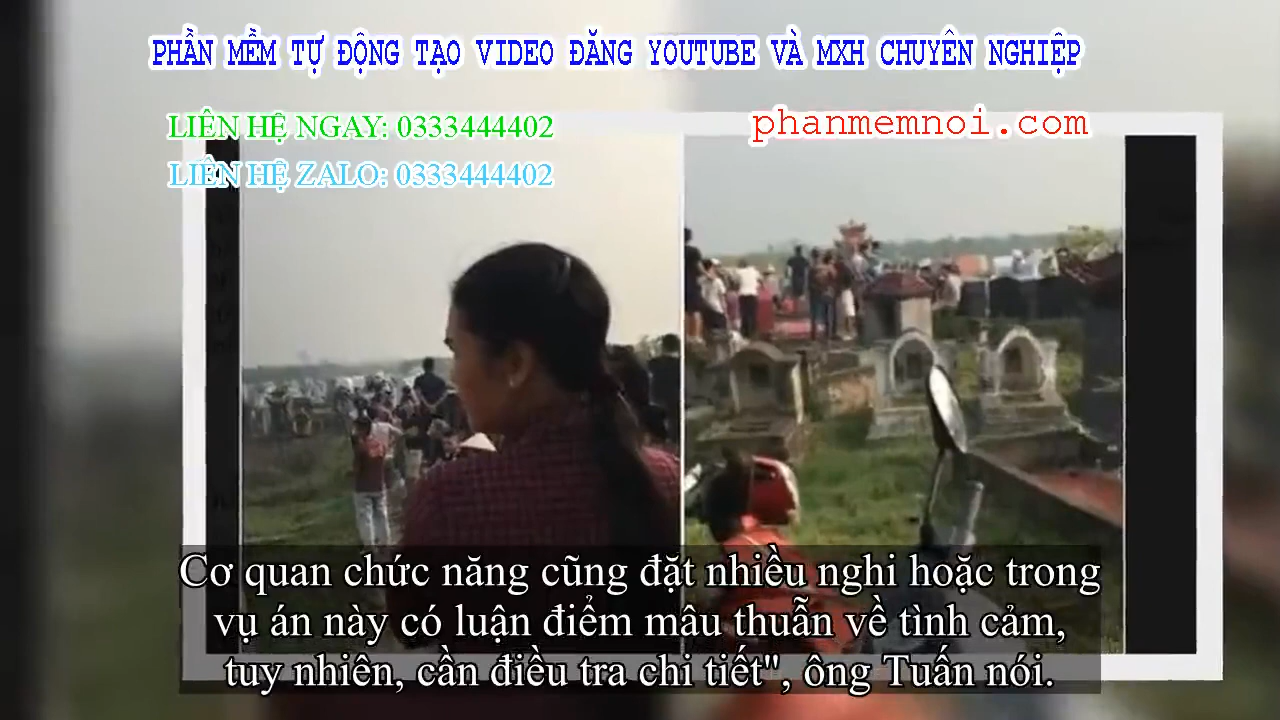 PHẦN MỀM TỰ ĐỘNG TẠO VIDEO ĐĂNG YOUTUBE VÀ MXH CHUYÊN NGHIỆP
LIÊN HỆ NGAY: 0333444402
phanmemnoi.com
LIÊN HỆ ZALO: 0333444402
Cơ quan chức năng cũng đặt nhiều nghi hoặc trong
vụ án này có luận điểm mâu thuẫn về tình cảm,
tuy nhiên, cần điều tra chi tiết", ông Tuấn nói.